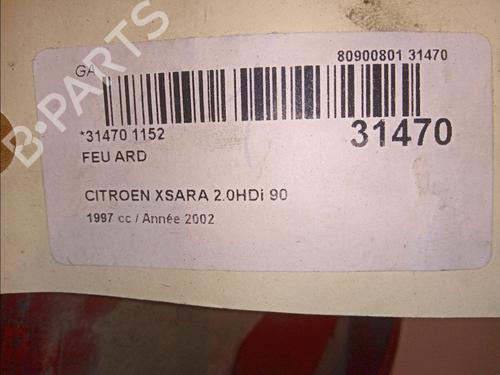 80900801 31470
GA
*31470 1152
31470
FEU ARD
CITROEN XSARA 2.0HDi 90
1997 cc / Année 2002
B-PARTS